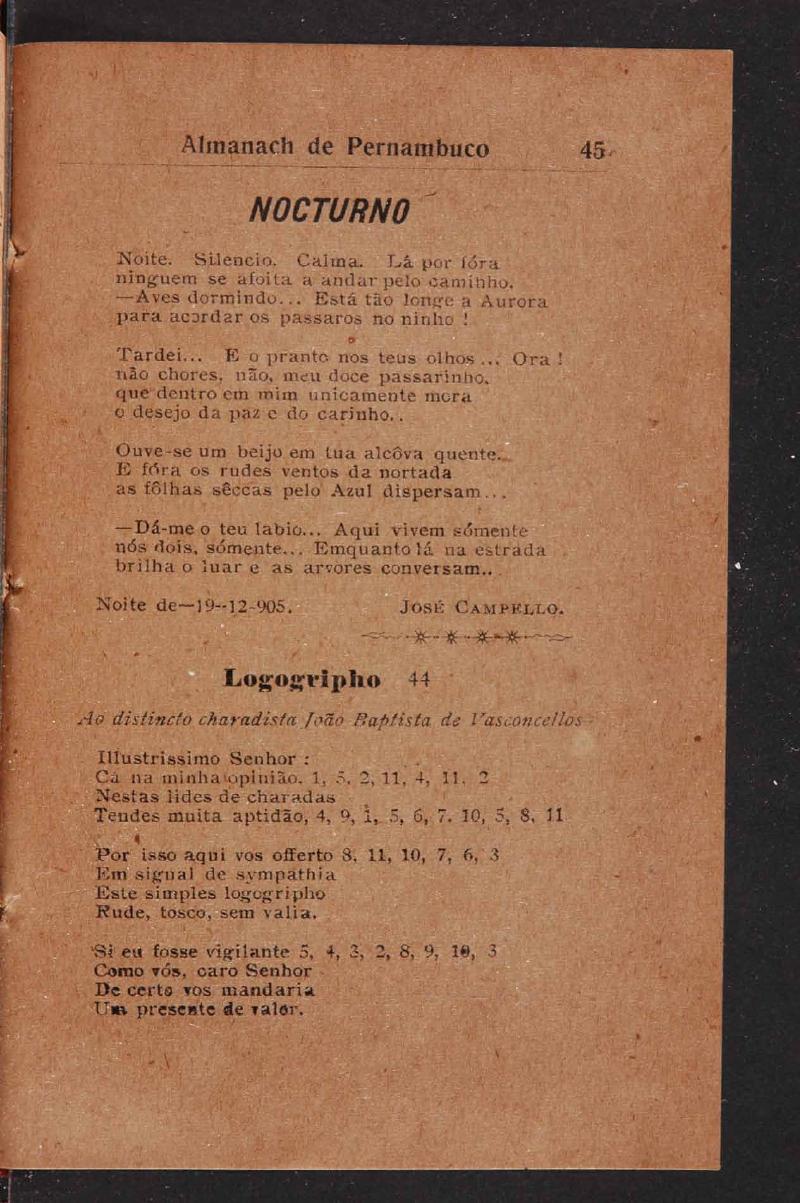 Almanach de Pernambuco 45
NOCTURNO
Noite. Silencio. Calma. Lá por fóra
ninguem se afoita a andar pelo caminho.
—Aves dormindo... Está tão longe a Aurora
para acordar os passaros no ninho !
Tardei... E o pranto nos teus olhos ... Ora !
não chores, não, meu doce passarinho,
que dentro em mim unicamente mora
o desejo da paz e do carinho..
Ouve-se um beijo em tua alcôva quente..
E fóra os rudes ventos da nortada
as fôlhas sêccas pelo Azul dispersam...
—Dá-me o teu labio... Aqui vivem sómente
nós dois, sómente... Emquanto lá na estrada
brilha o luar e as arvores conversam...
Noite de—19--12-905. JOSÉ CAMPELLO.
Logogripho 44
Ao distincto charadista João Baptista de Vasconcellos
Illustrissimo Senhor :
Cá na minha opinião. 1, 5, 2, 11, 4, 11, 2
Nestas lides de charadas
Tendes muita aptidão, 4, 9, 1, 5, 6, 7, 10, 5, 8, 11
Por isso aqui vos offerto 8, 11, 10, 7, 6, 3
Em signal de sympathia
Este simples logogripho
Rude, tosco, sem valia.
Si eu fosse vigilante 5, 4, 3, 2, 8, 9, 10, 3
Como vós, caro Senhor
De certo vos mandaria
Um presente de valor.